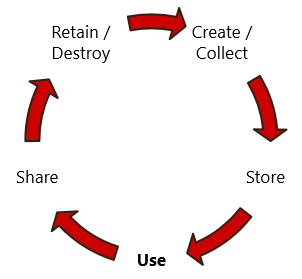 Retain /
Destroy
Create /
Collect
Store
Use
Share